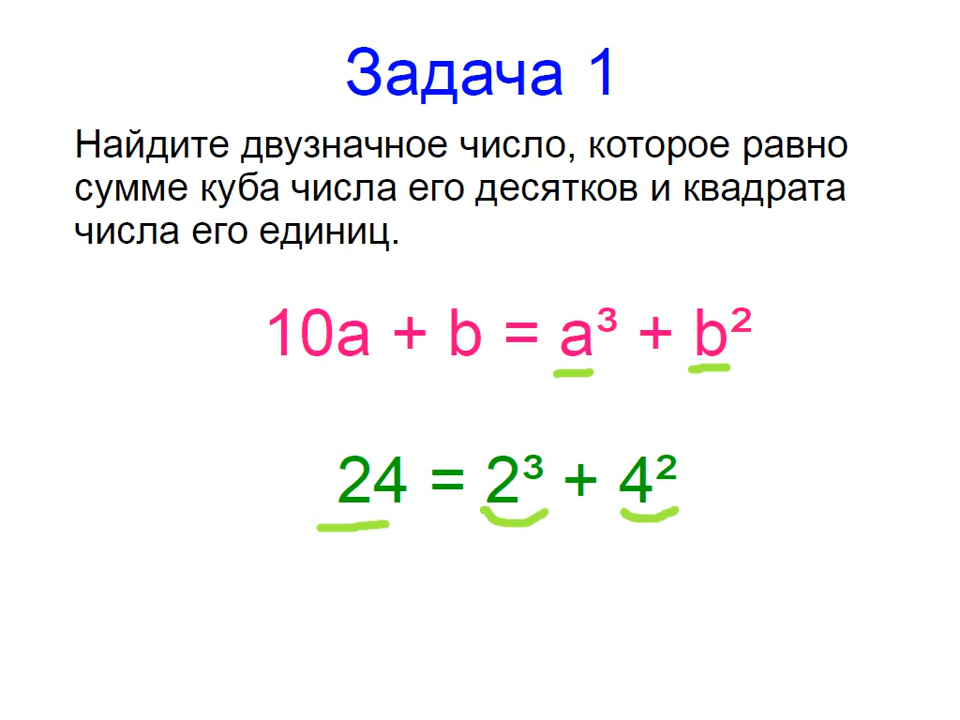 Задача 1
Найдите двузначное число, которое равно
сумме куба числа его десятков и квадрата
числа его единиц.
10a + b = a³ + b²
24 = 2³ + 4²